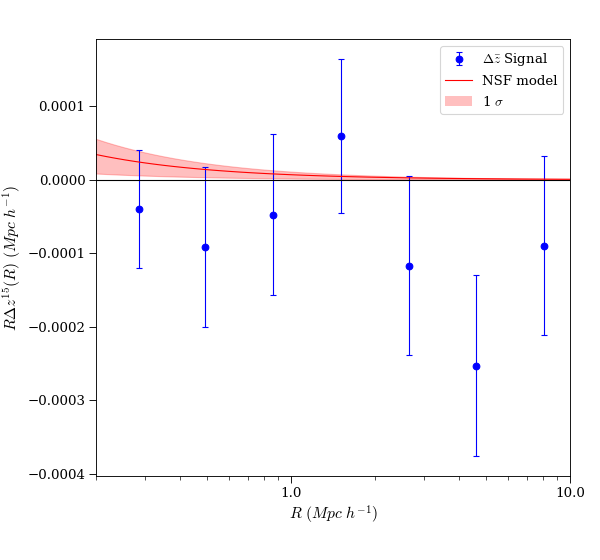 Δz̄ Signal
NSF model
1 σ
0.0001
0.0000
−0.0001
−0.0002
−0.0003
−0.0004
RΔz¹⁵(R) (Mpc h⁻¹)
1.0
10.0
R (Mpc h⁻¹)